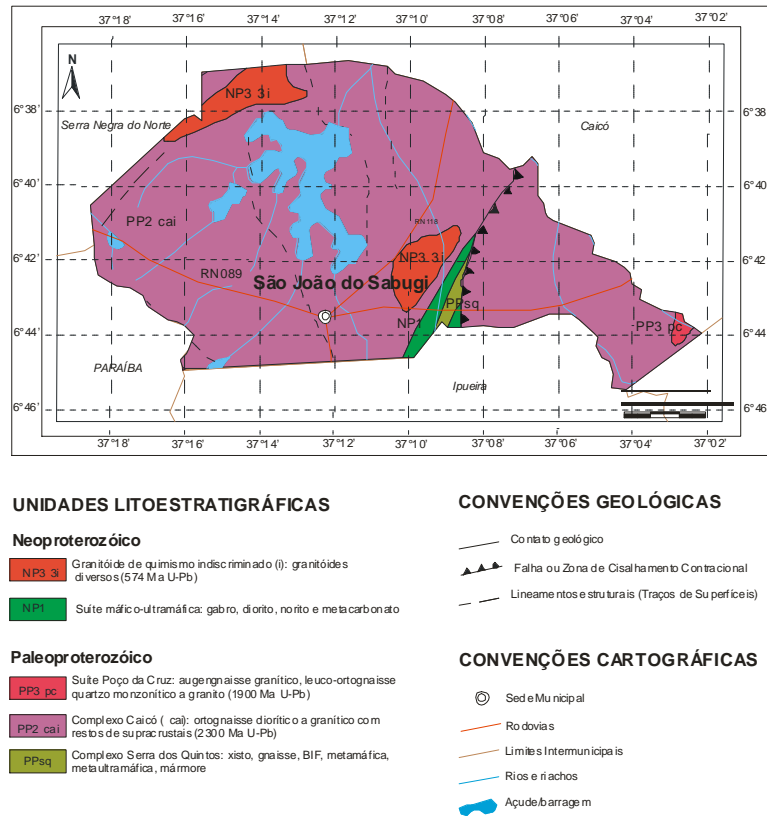 37°18' 37°16' 37°14' 37°12' 37°10' 37°08' 37°06' 37°04' 37°02'
N
NP3 3i
6°38' 6°38'
Serra Negra do Norte Caicó
6°40' 6°40'
PP2 cai
RN118
6°42' 6°42'
NP3 3i
RN089
São João do Sabugi
PPsq
NP1
PP3 pc
6°44' 6°44'
PARAÍBA
Ipueira
6°46' 6°46
37°18' 37°16' 37°14' 37°12' 37°10' 37°08' 37°06' 37°04' 37°02'
UNIDADES LITOESTRATIGRÁFICAS
Neoproterozóico
NP3 3i
Granitóide de quimismo indiscriminado (i): granitóides
diversos (574 Ma U-Pb)
NP1
Suíte máfico-ultramáfica: gabro, diorito, norito e metacarbonato
Paleoproterozóico
PP3 pc
Suíte Poço da Cruz: augengnaisse granítico, leuco-ortognaisse
quartzo monzonítico a granito (1900 Ma U-Pb)
PP2 cai
Complexo Caicó ( cai): ortognaisse diorítico a granítico com
restos de supracrustais (2300 Ma U-Pb)
PPsq
Complexo Serra dos Quintos: xisto, gnaisse, BIF, metamáfica,
metaultramáfica, mármore
CONVENÇÕES GEOLÓGICAS
Contato geológico
Falha ou Zona de Cisalhamento Contracional
Lineamentos estruturais (Traços de Superfícies)
CONVENÇÕES CARTOGRÁFICAS
Sede Municipal
Rodovias
Limites Intermunicipais
Rios e riachos
Açude/barragem